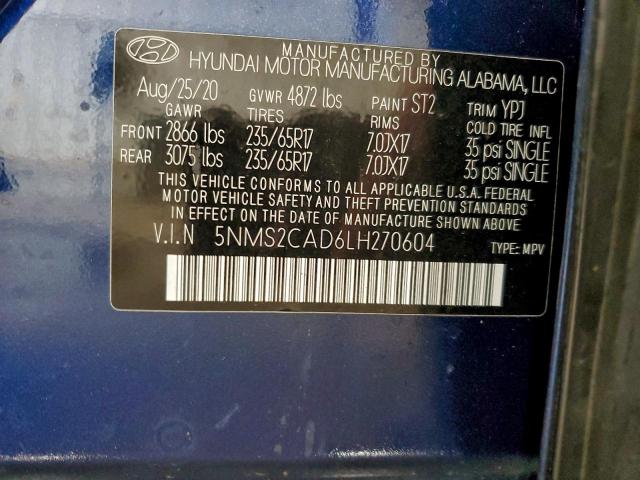 MANUFACTURED BY
HYUNDAI MOTOR MANUFACTURING ALABAMA, LLC
Aug/25/20 GVWR 4872 lbs PAINT ST2 TRIM YPJ
GAWR TIRES RIMS COLD TIRE INFL
FRONT 2866 lbs 235/65R17 7.0JX17 35 psi SINGLE
REAR 3075 lbs 235/65R17 7.0JX17 35 psi SINGLE
THIS VEHICLE CONFORMS TO ALL APPLICABLE U.S.A. FEDERAL
MOTOR VEHICLE SAFETY AND THEFT PREVENTION STANDARDS
IN EFFECT ON THE DATE OF MANUFACTURE SHOWN ABOVE
V.I.N 5NMS2CAD6LH270604 TYPE: MPV